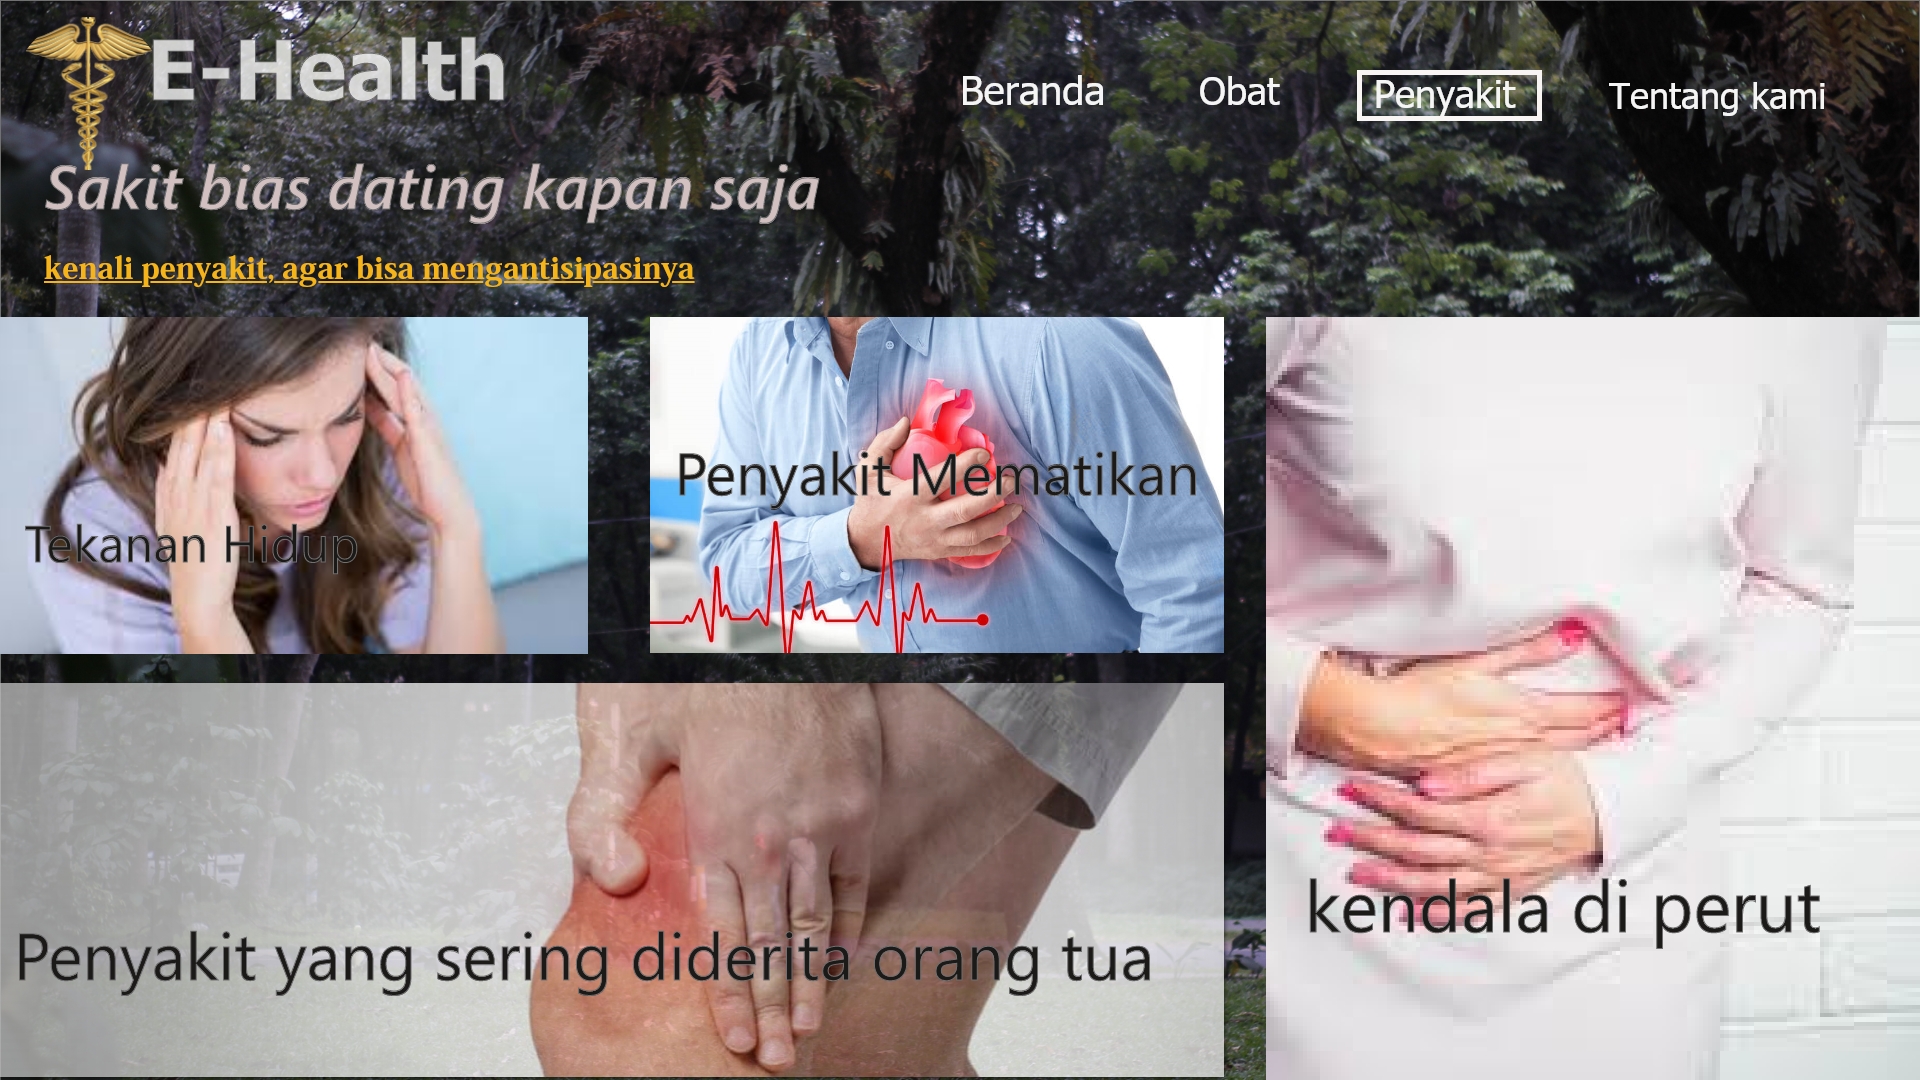 E-Health
Beranda
Obat
Penyakit
Tentang kami
Sakit bias dating kapan saja
kenali penyakit, agar bisa mengantisipasinya
Tekanan Hidup
Penyakit Mematikan
kendala di perut
Penyakit yang sering diderita orang tua